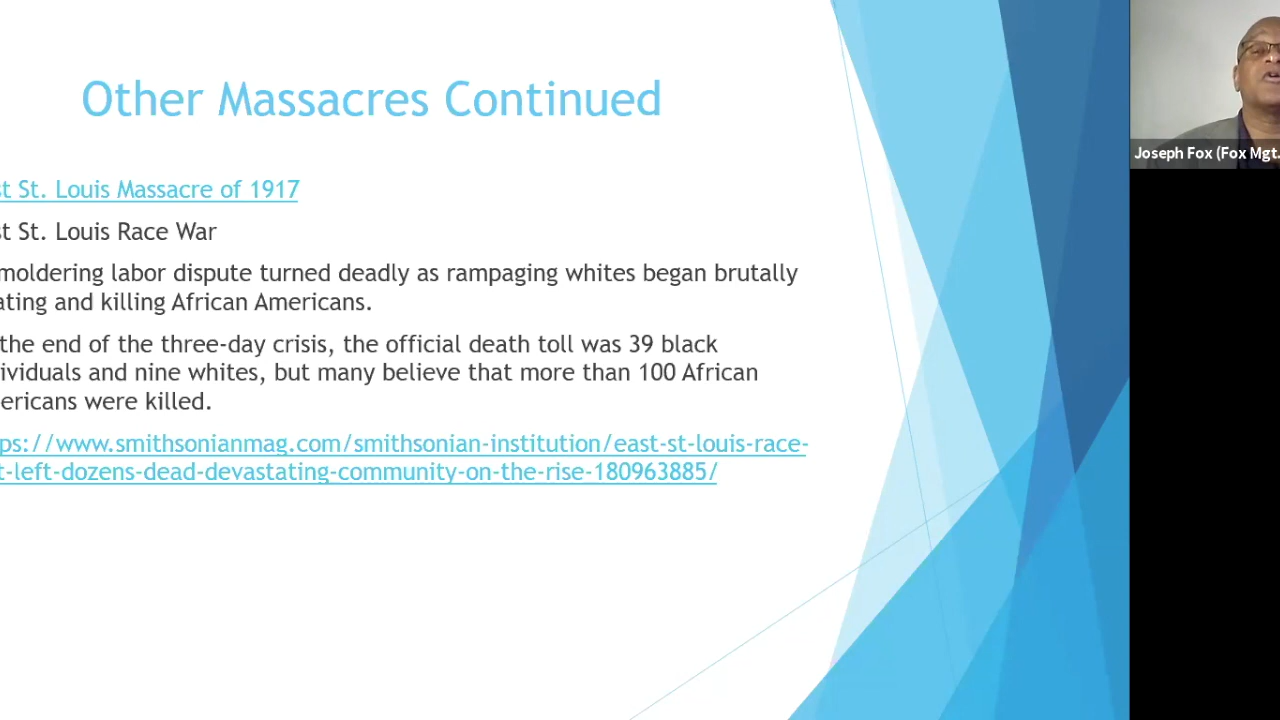 Other Massacres Continued
st St. Louis Massacre of 1917
st St. Louis Race War
moldering labor dispute turned deadly as rampaging whites began brutally
ating and killing African Americans.
the end of the three-day crisis, the official death toll was 39 black
ividuals and nine whites, but many believe that more than 100 African
ericans were killed.
ps://www.smithsonianmag.com/smithsonian-institution/east-st-louis-race-
t-left-dozens-dead-devastating-community-on-the-rise-180963885/
Joseph Fox (Fox Mgt.